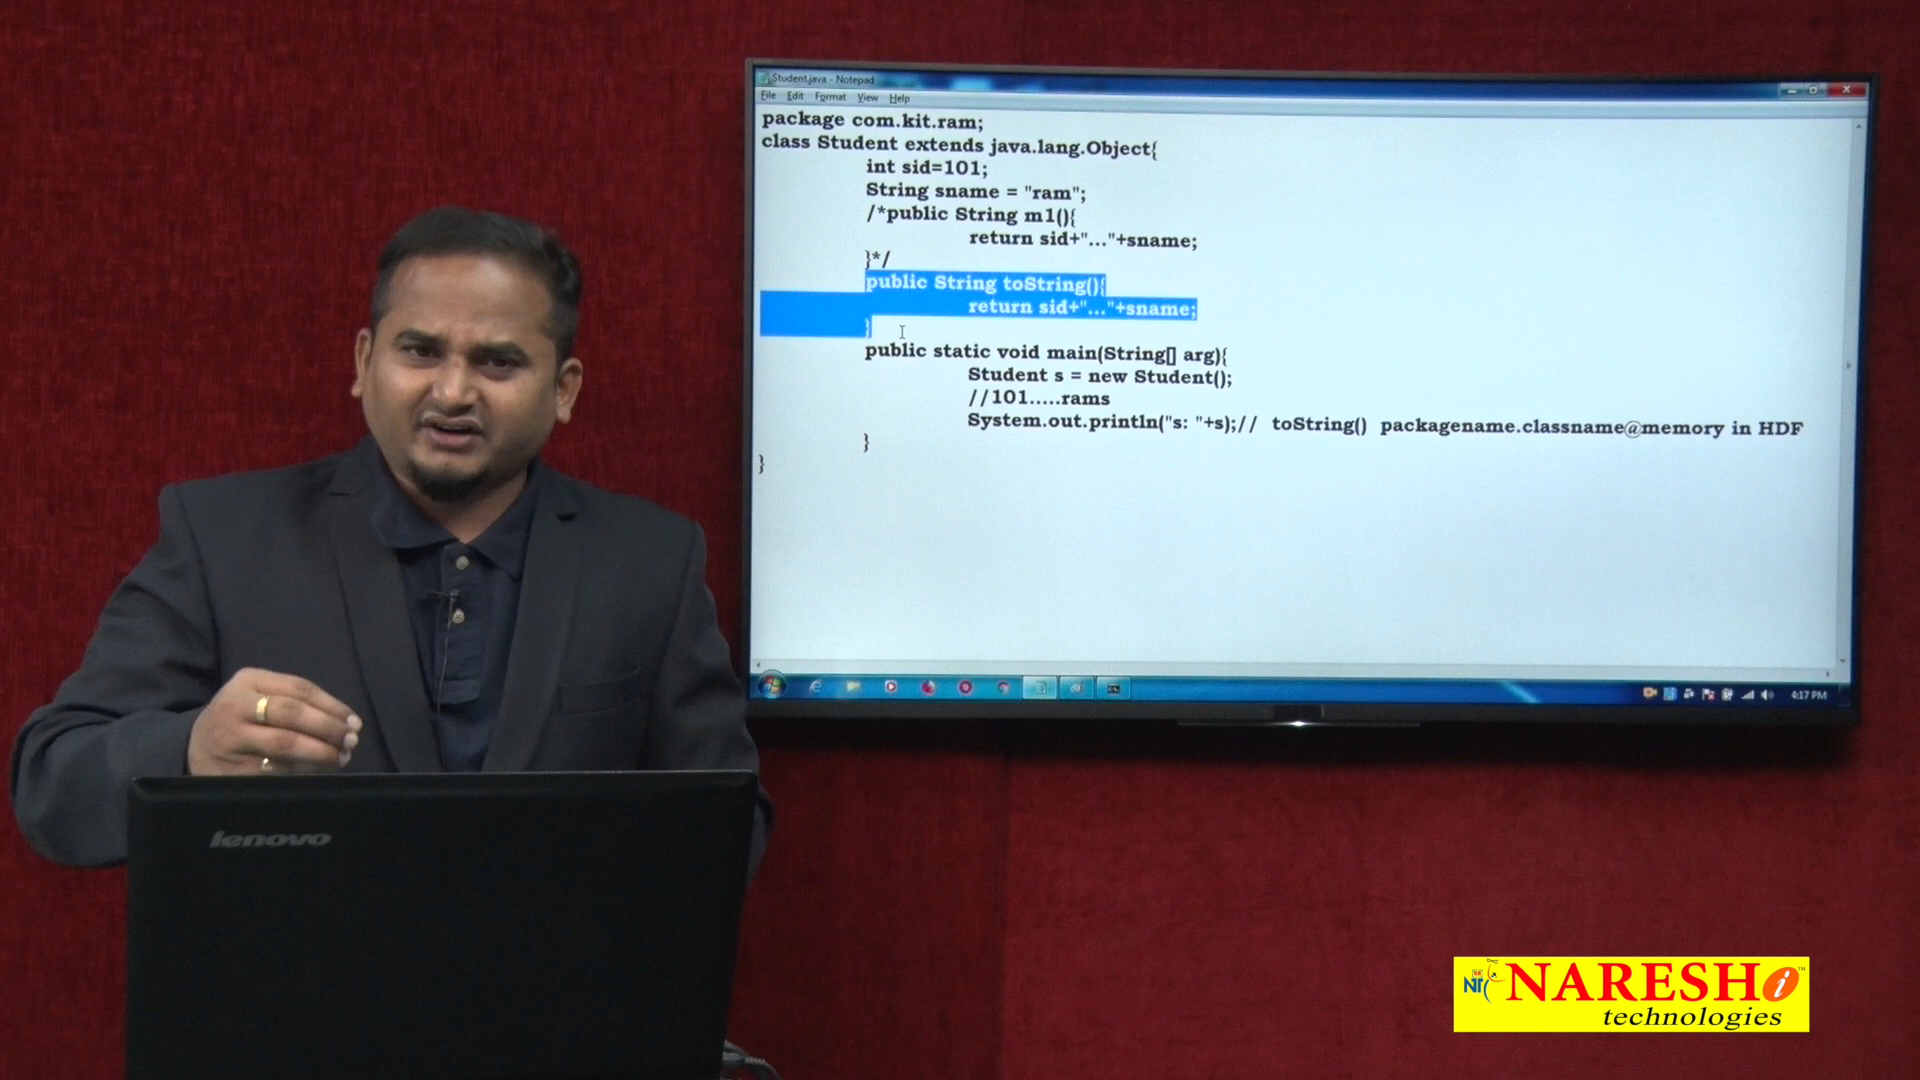 Student.java - Notepad
File Edit Format View Help
package com.kit.ram;
class Student extends java.lang.Object{
int sid=101;
String sname = "ram";
/*public String m1(){
return sid+"..."+sname;
}*/
public String toString(){
return sid+"..."+sname;
}
public static void main(String[] arg){
Student s = new Student();
//101.....rams
System.out.println("s: "+s);// toString() packagename.classname@memory in HDF
}
}
4:17 PM
lenovo
NT
NARESH i
technologies